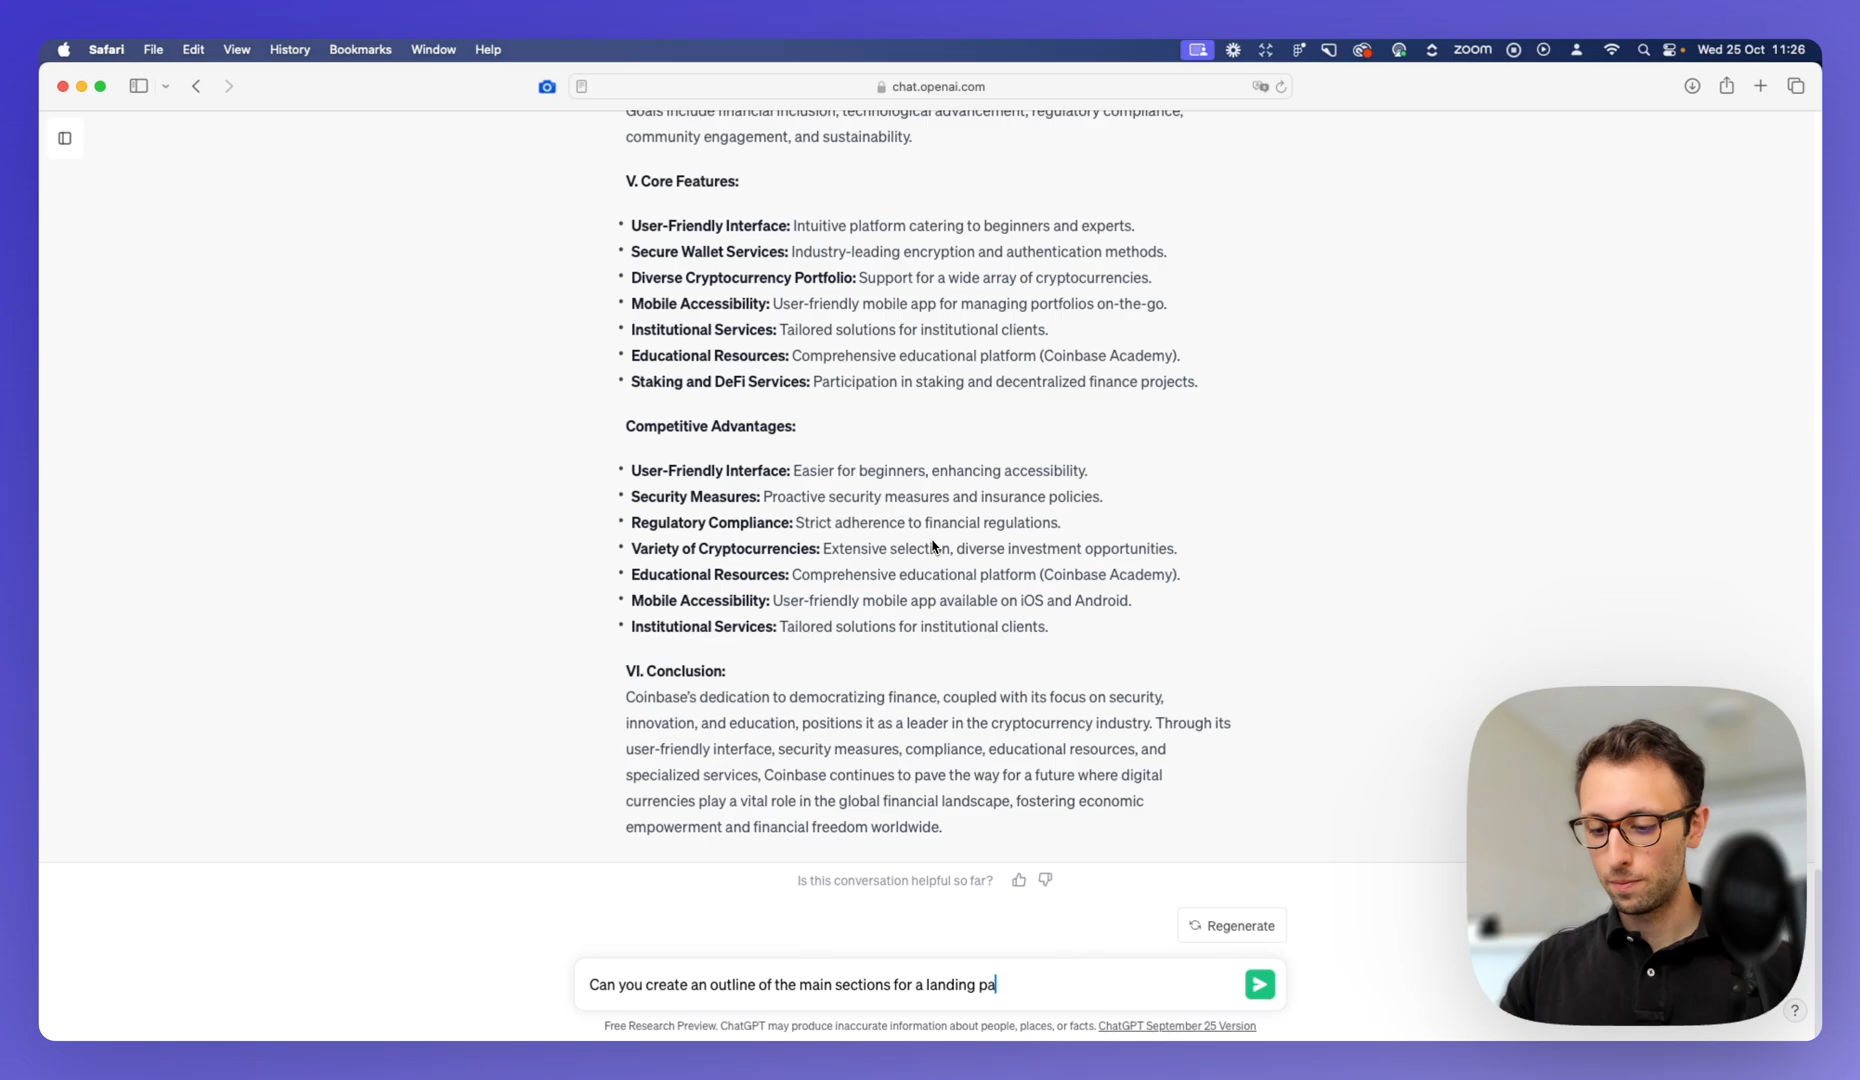 Safari File Edit View History Bookmarks Window Help zoom Wed 25 Oct 11:26
chat.openai.com
Goals include financial inclusion, technological advancement, regulatory compliance,
community engagement, and sustainability.
V. Core Features:
• User-Friendly Interface: Intuitive platform catering to beginners and experts.
• Secure Wallet Services: Industry-leading encryption and authentication methods.
• Diverse Cryptocurrency Portfolio: Support for a wide array of cryptocurrencies.
• Mobile Accessibility: User-friendly mobile app for managing portfolios on-the-go.
• Institutional Services: Tailored solutions for institutional clients.
• Educational Resources: Comprehensive educational platform (Coinbase Academy).
• Staking and DeFi Services: Participation in staking and decentralized finance projects.
Competitive Advantages:
• User-Friendly Interface: Easier for beginners, enhancing accessibility.
• Security Measures: Proactive security measures and insurance policies.
• Regulatory Compliance: Strict adherence to financial regulations.
• Variety of Cryptocurrencies: Extensive selection, diverse investment opportunities.
• Educational Resources: Comprehensive educational platform (Coinbase Academy).
• Mobile Accessibility: User-friendly mobile app available on iOS and Android.
• Institutional Services: Tailored solutions for institutional clients.
VI. Conclusion:
Coinbase's dedication to democratizing finance, coupled with its focus on security,
innovation, and education, positions it as a leader in the cryptocurrency industry. Through its
user-friendly interface, security measures, compliance, educational resources, and
specialized services, Coinbase continues to pave the way for a future where digital
currencies play a vital role in the global financial landscape, fostering economic
empowerment and financial freedom worldwide.
Is this conversation helpful so far?
Regenerate
Can you create an outline of the main sections for a landing pa
Free Research Preview. ChatGPT may produce inaccurate information about people, places, or facts. ChatGPT September 25 Version
?